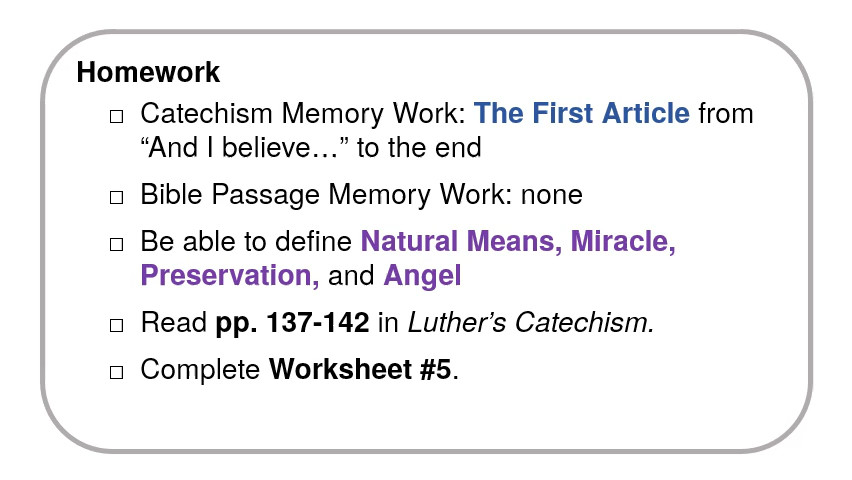 Homework
□ Catechism Memory Work: The First Article from
“And I believe…” to the end
□ Bible Passage Memory Work: none
□ Be able to define Natural Means, Miracle,
Preservation, and Angel
□ Read pp. 137-142 in Luther’s Catechism.
□ Complete Worksheet #5.